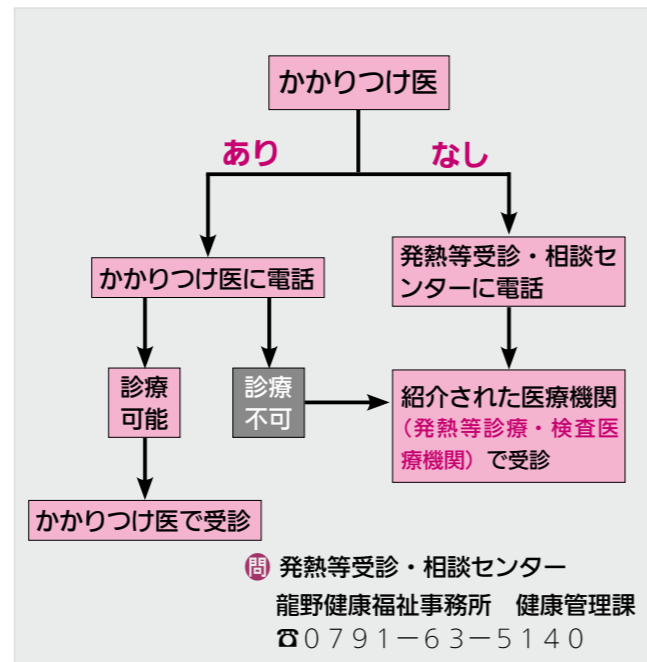 かかりつけ医
あり
なし
かかりつけ医に電話
発熱等受診・相談セ
ンターに電話
診療
可能
診療
不可
紹介された医療機関
（発熱等診療・検査医
療機関）で受診
かかりつけ医で受診
問 発熱等受診・相談センター
龍野健康福祉事務所　健康管理課
☎０７９１－６３－５１４０